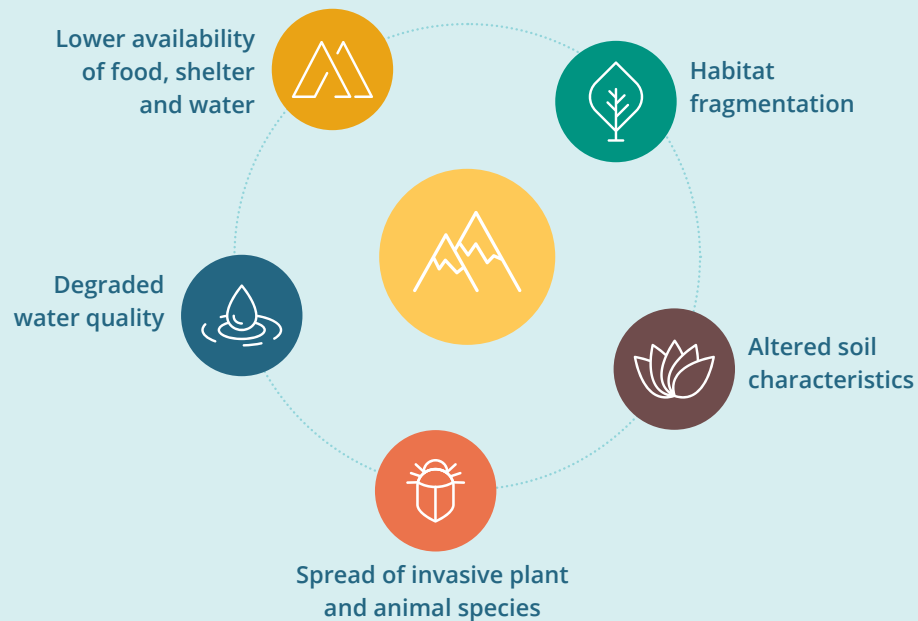 Lower availability
of food, shelter
and water
Habitat
fragmentation
Degraded
water quality
Altered soil
characteristics
Spread of invasive plant
and animal species